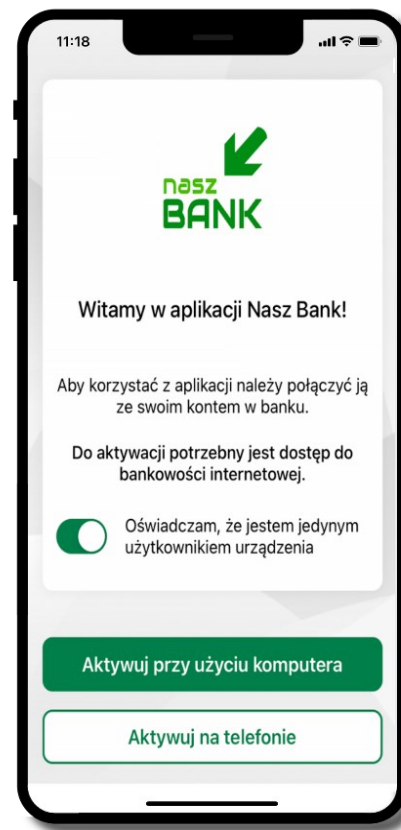 11:18
nasz
BANK
Witamy w aplikacji Nasz Bank!
Aby korzystać z aplikacji należy połączyć ją
ze swoim kontem w banku.
Do aktywacji potrzebny jest dostęp do
bankowości internetowej.
Oświadczam, że jestem jedynym
użytkownikiem urządzenia
Aktywuj przy użyciu komputera
Aktywuj na telefonie